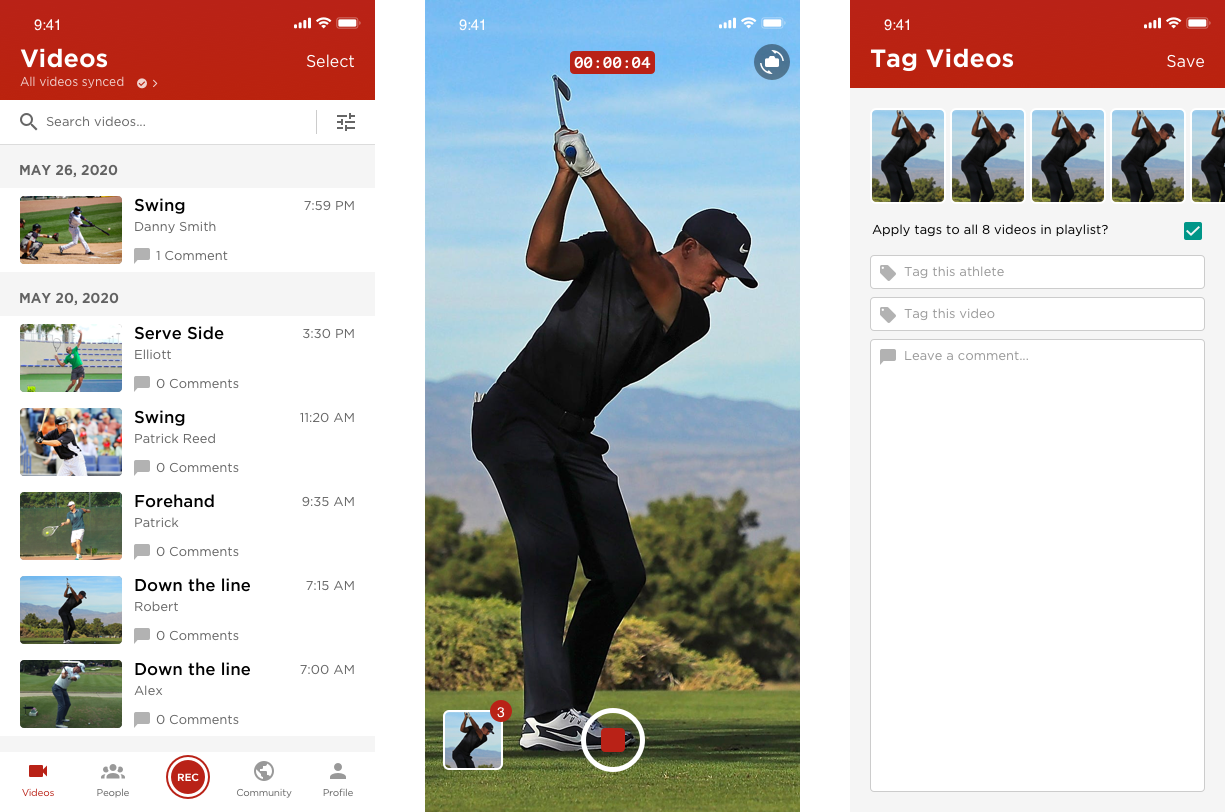 9:41
Videos
Select
All videos synced
Search videos...
MAY 26, 2020
Swing
7:59 PM
Danny Smith
1 Comment
MAY 20, 2020
Serve Side
3:30 PM
Elliott
0 Comments
Swing
11:20 AM
Patrick Reed
0 Comments
Forehand
9:35 AM
Patrick
0 Comments
Down the line
7:15 AM
Robert
0 Comments
Down the line
7:00 AM
Alex
0 Comments
Videos
People
REC
Community
Profile
9:41
00:00:04
3
9:41
Tag Videos
Save
Apply tags to all 8 videos in playlist?
Tag this athlete
Tag this video
Leave a comment...